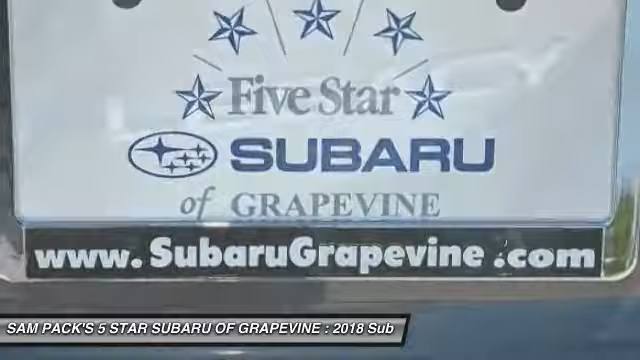 Five Star
SUBARU
of GRAPEVINE
www.SubaruGrapevine.com
SAM PACK'S 5 STAR SUBARU OF GRAPEVINE : 2018 Sub